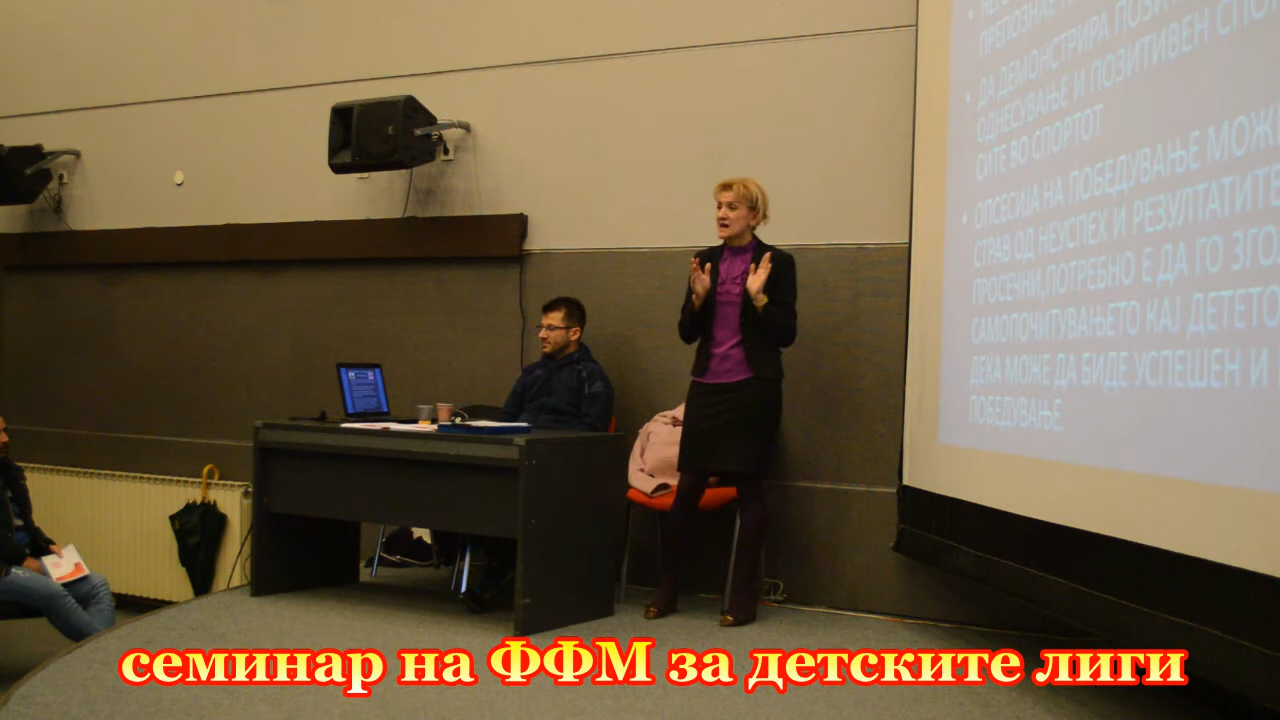 ПРЕПОЗНАЕ
ДА ДЕМОНСТРИРА
ОДНЕСУВАЊЕ И ПОЗИТИВЕН
СИТЕ ВО СПОРТОТ
ОПСЕСИЈА НА ПОБЕДУВАЊЕ МОЖЕ
СТРАВ ОД НЕУСПЕХ И РЕЗУЛТАТИТЕ
ПРОСЕЧНИ,ПОТРЕБНО Е ДА ГО
САМОПОЧИТУВАЊЕТО КАЈ ДЕТЕТО
ДЕКА МОЖЕ ДА БИДЕ УСПЕШЕН И
ПОБЕДУВАЊЕ.
семинар на ФФМ за детските лиги